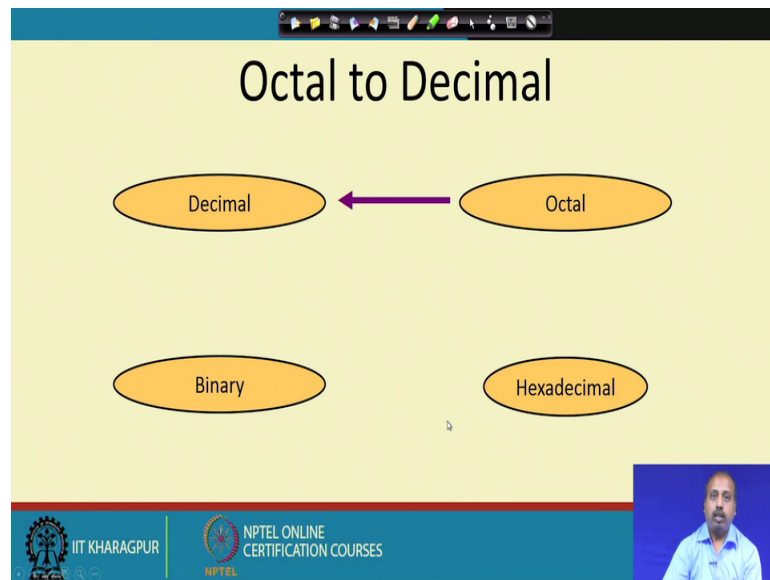 Octal to Decimal
Decimal
Octal
Binary
Hexadecimal
IIT KHARAGPUR
NPTEL
NPTEL ONLINE
CERTIFICATION COURSES